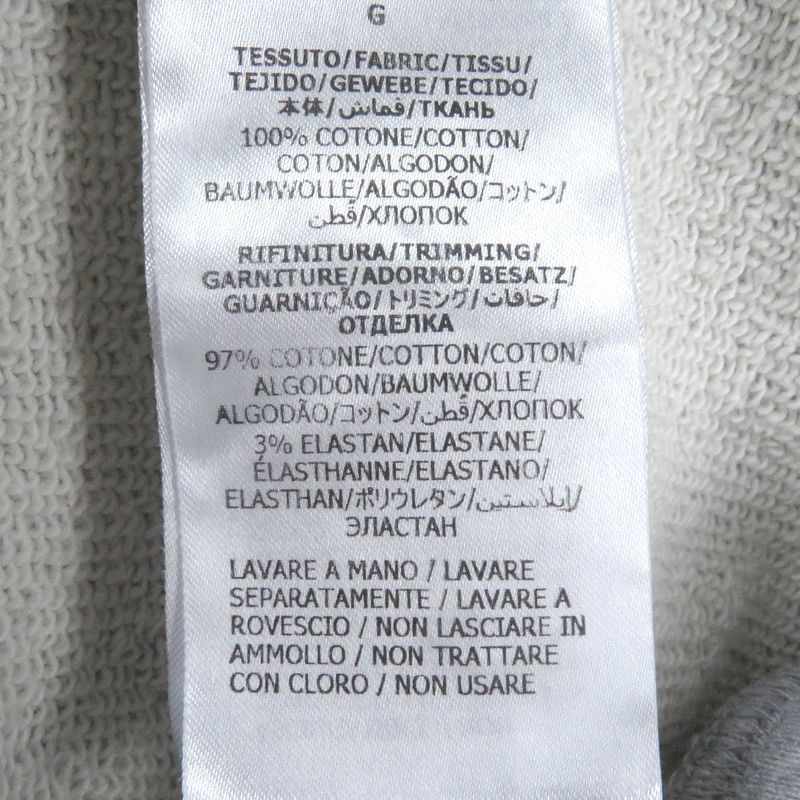 G
TESSUTO/FABRIC/TISSU/
TEJIDO/GEWEBE/TECIDO/
本体/قماش/ТКАНЬ
100% COTONE/COTTON/
COTON/ALGODON/
BAUMWOLLE/ALGODÃO/コットン/
قطن/ХЛОПОК
RIFINITURA/TRIMMING/
GARNITURE/ADORNO/BESATZ/
GUARNIÇÃO/トリミング/حافات/
ОТДЕЛКА
97% COTONE/COTTON/COTON/
ALGODON/BAUMWOLLE/
ALGODÃO/コットン/قطن/ХЛОПОК
3% ELASTAN/ELASTANE/
ÉLASTHANNE/ELASTANO/
ELASTHAN/ポリウレタン/إيلاستين/
ЭЛАСТАН
LAVARE A MANO / LAVARE
SEPARATAMENTE / LAVARE A
ROVESCIO / NON LASCIARE IN
AMMOLLO / NON TRATTARE
CON CLORO / NON USARE